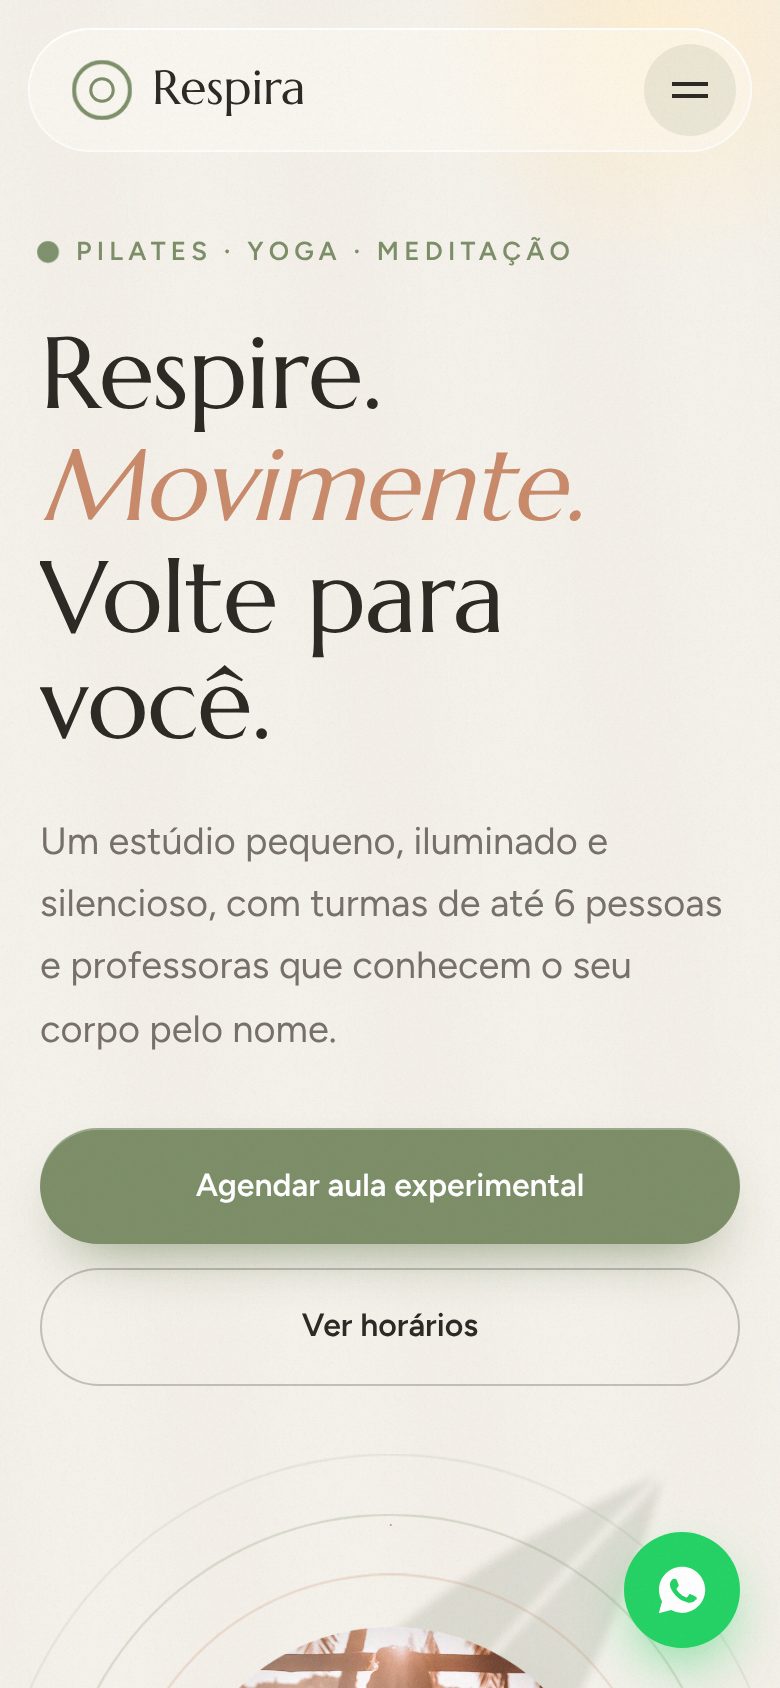 Respira
PILATES · YOGA · MEDITAÇÃO
Respire.
Movimente.
Volte para
você.
Um estúdio pequeno, iluminado e
silencioso, com turmas de até 6 pessoas
e professoras que conhecem o seu
corpo pelo nome.
Agendar aula experimental
Ver horários